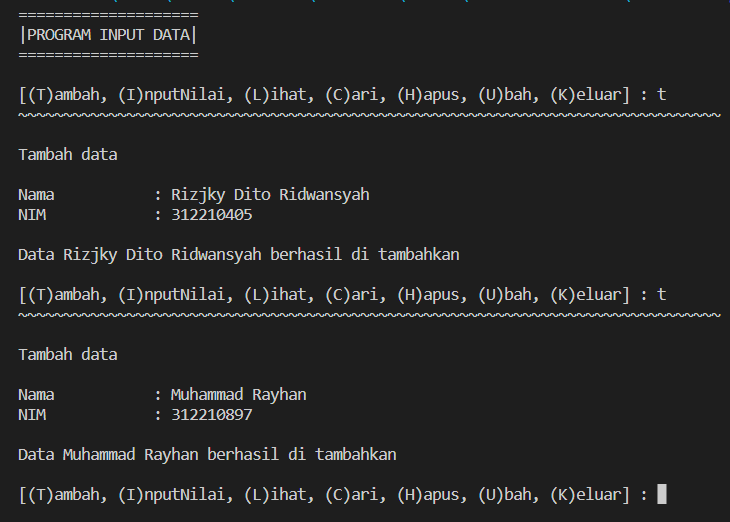 ====================
|PROGRAM INPUT DATA|
====================
[(T)ambah, (I)nputNilai, (L)ihat, (C)ari, (H)apus, (U)bah, (K)eluar] : t
~~~~~~~~~~~~~~~~~~~~~~~~~~~~~~~~~~~~~~~~~~~~~~~~~~~~~~~~~~~~~~~~~~~~~~~~~~~~~~
Tambah data
Nama           : Rizjky Dito Ridwansyah
NIM            : 312210405
Data Rizjky Dito Ridwansyah berhasil di tambahkan
[(T)ambah, (I)nputNilai, (L)ihat, (C)ari, (H)apus, (U)bah, (K)eluar] : t
~~~~~~~~~~~~~~~~~~~~~~~~~~~~~~~~~~~~~~~~~~~~~~~~~~~~~~~~~~~~~~~~~~~~~~~~~~~~~~
Tambah data
Nama           : Muhammad Rayhan
NIM            : 312210897
Data Muhammad Rayhan berhasil di tambahkan
[(T)ambah, (I)nputNilai, (L)ihat, (C)ari, (H)apus, (U)bah, (K)eluar] :